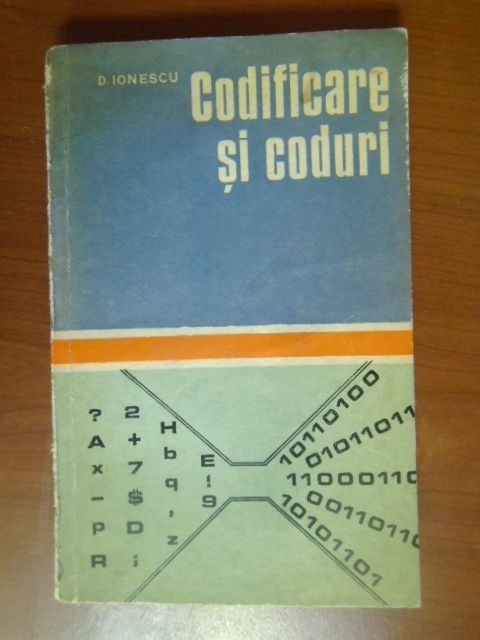 D. IONESCU
Codificare
și coduri
?
A
x
–
p
R
2
+
7
$
D
i
H
b
q
,
z
E
!
9
10110100
01011011
11000110
00110110
10101101